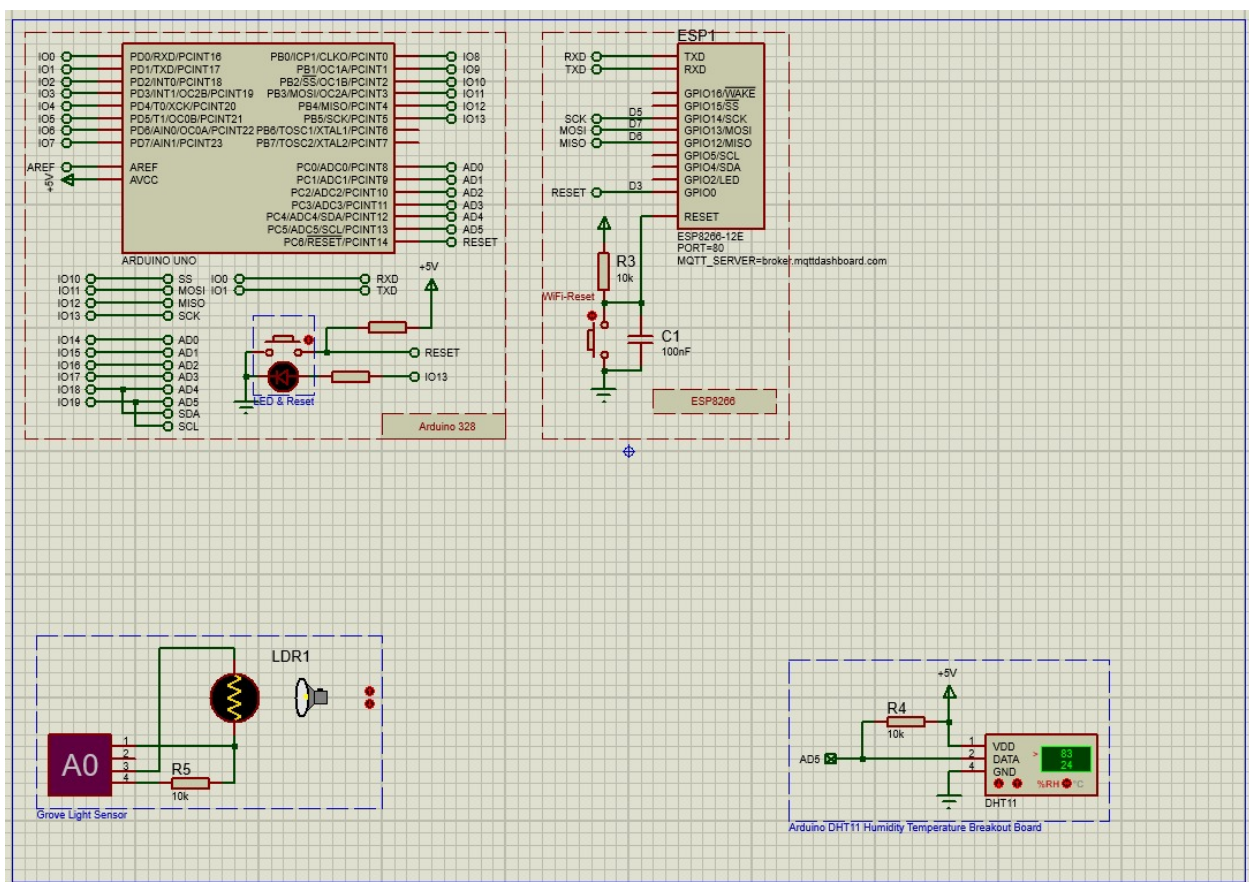 IO0 PD0/RXD/PCINT16 PB0/ICP1/CLKO/PCINT0 IO8
IO1 PD1/TXD/PCINT17 PB1/OC1A/PCINT1 IO9
IO2 PD2/INT0/PCINT18 PB2/SS/OC1B/PCINT2 IO10
IO3 PD3/INT1/OC2B/PCINT19 PB3/MOSI/OC2A/PCINT3 IO11
IO4 PD4/T0/XCK/PCINT20 PB4/MISO/PCINT4 IO12
IO5 PD5/T1/OC0B/PCINT21 PB5/SCK/PCINT5 IO13
IO6 PD6/AIN0/OC0A/PCINT22 PB6/TOSC1/XTAL1/PCINT6
IO7 PD7/AIN1/PCINT23 PB7/TOSC2/XTAL2/PCINT7
AREF AREF PC0/ADC0/PCINT8 AD0
+5V AVCC PC1/ADC1/PCINT9 AD1
PC2/ADC2/PCINT10 AD2
PC3/ADC3/PCINT11 AD3
PC4/ADC4/SDA/PCINT12 AD4
PC5/ADC5/SCL/PCINT13 AD5
PC6/RESET/PCINT14 RESET
ARDUINO UNO
IO10 SS IO0 RXD
IO11 MOSI IO1 TXD
IO12 MISO
IO13 SCK
+5V
IO14 AD0
IO15 AD1
IO16 AD2
IO17 AD3
IO18 AD4
IO19 AD5
SDA
SCL
RESET
IO13
LED & Reset
Arduino 328
ESP1
RXD TXD
TXD RXD
GPIO16/WAKE
GPIO15/SS
SCK D5 GPIO14/SCK
MOSI D7 GPIO13/MOSI
MISO D6 GPIO12/MISO
GPIO5/SCL
GPIO4/SDA
GPIO2/LED
RESET D3 GPIO0
RESET
ESP8266-12E
PORT=80
MQTT_SERVER=broker.mqttdashboard.com
R3
10k
WiFi-Reset
C1
100nF
ESP8266
LDR1
A0
1
2
3
4
R5
10k
Grove Light Sensor
+5V
R4
10k
AD5
1 VDD
2 DATA
4 GND
>
83
24
%RH °C
DHT11
Arduino DHT11 Humidity Temperature Breakout Board